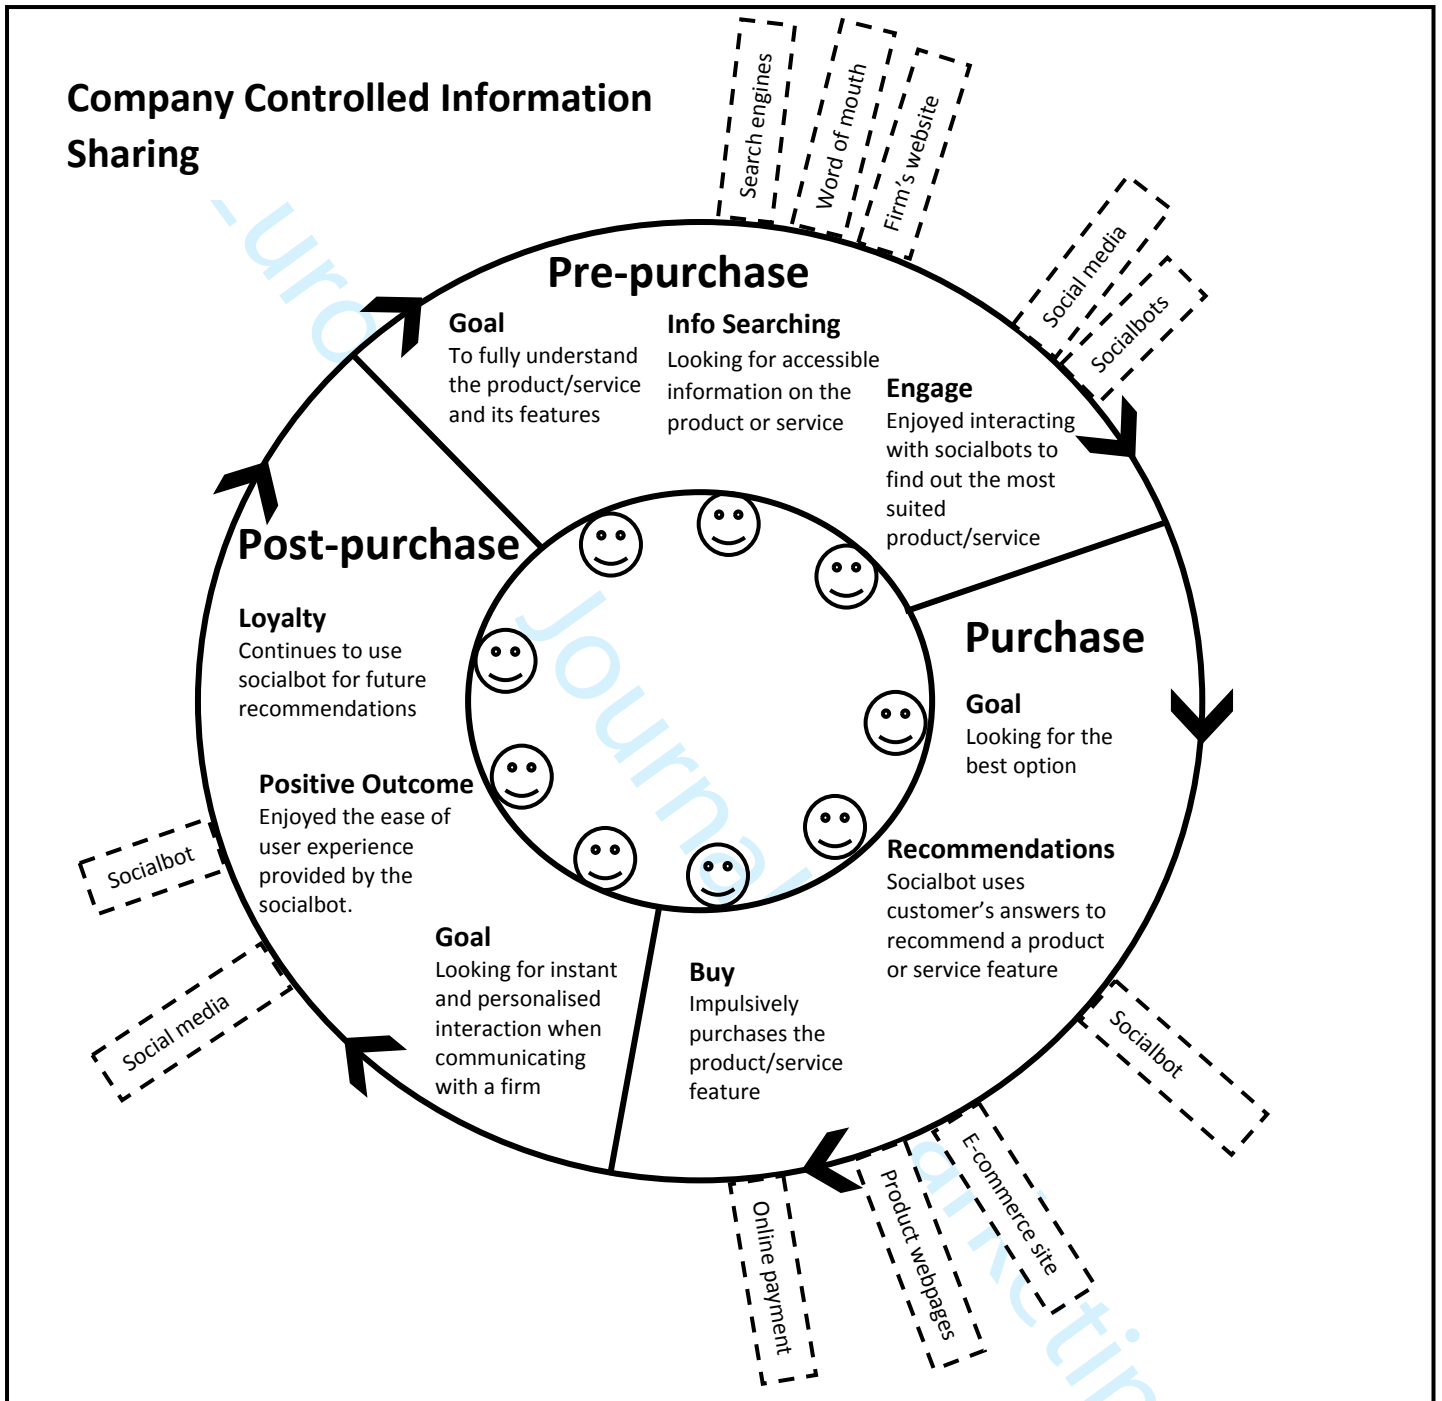 Company Controlled Information
Sharing
Search engines
Word of mouth
Firm's website
Social media
Socialbots
Pre-purchase
Goal
To fully understand
the product/service
and its features
Info Searching
Looking for accessible
information on the
product or service
Engage
Enjoyed interacting
with socialbots to
find out the most
suited
product/service
Purchase
Goal
Looking for the
best option
Recommendations
Socialbot uses
customer's answers to
recommend a product
or service feature
Buy
Impulsively
purchases the
product/service
feature
Socialbot
E-commerce site
Product webpages
Online payment
Post-purchase
Loyalty
Continues to use
socialbot for future
recommendations
Positive Outcome
Enjoyed the ease of
user experience
provided by the
socialbot.
Goal
Looking for instant
and personalised
interaction when
communicating
with a firm
Socialbot
Social media
Journal